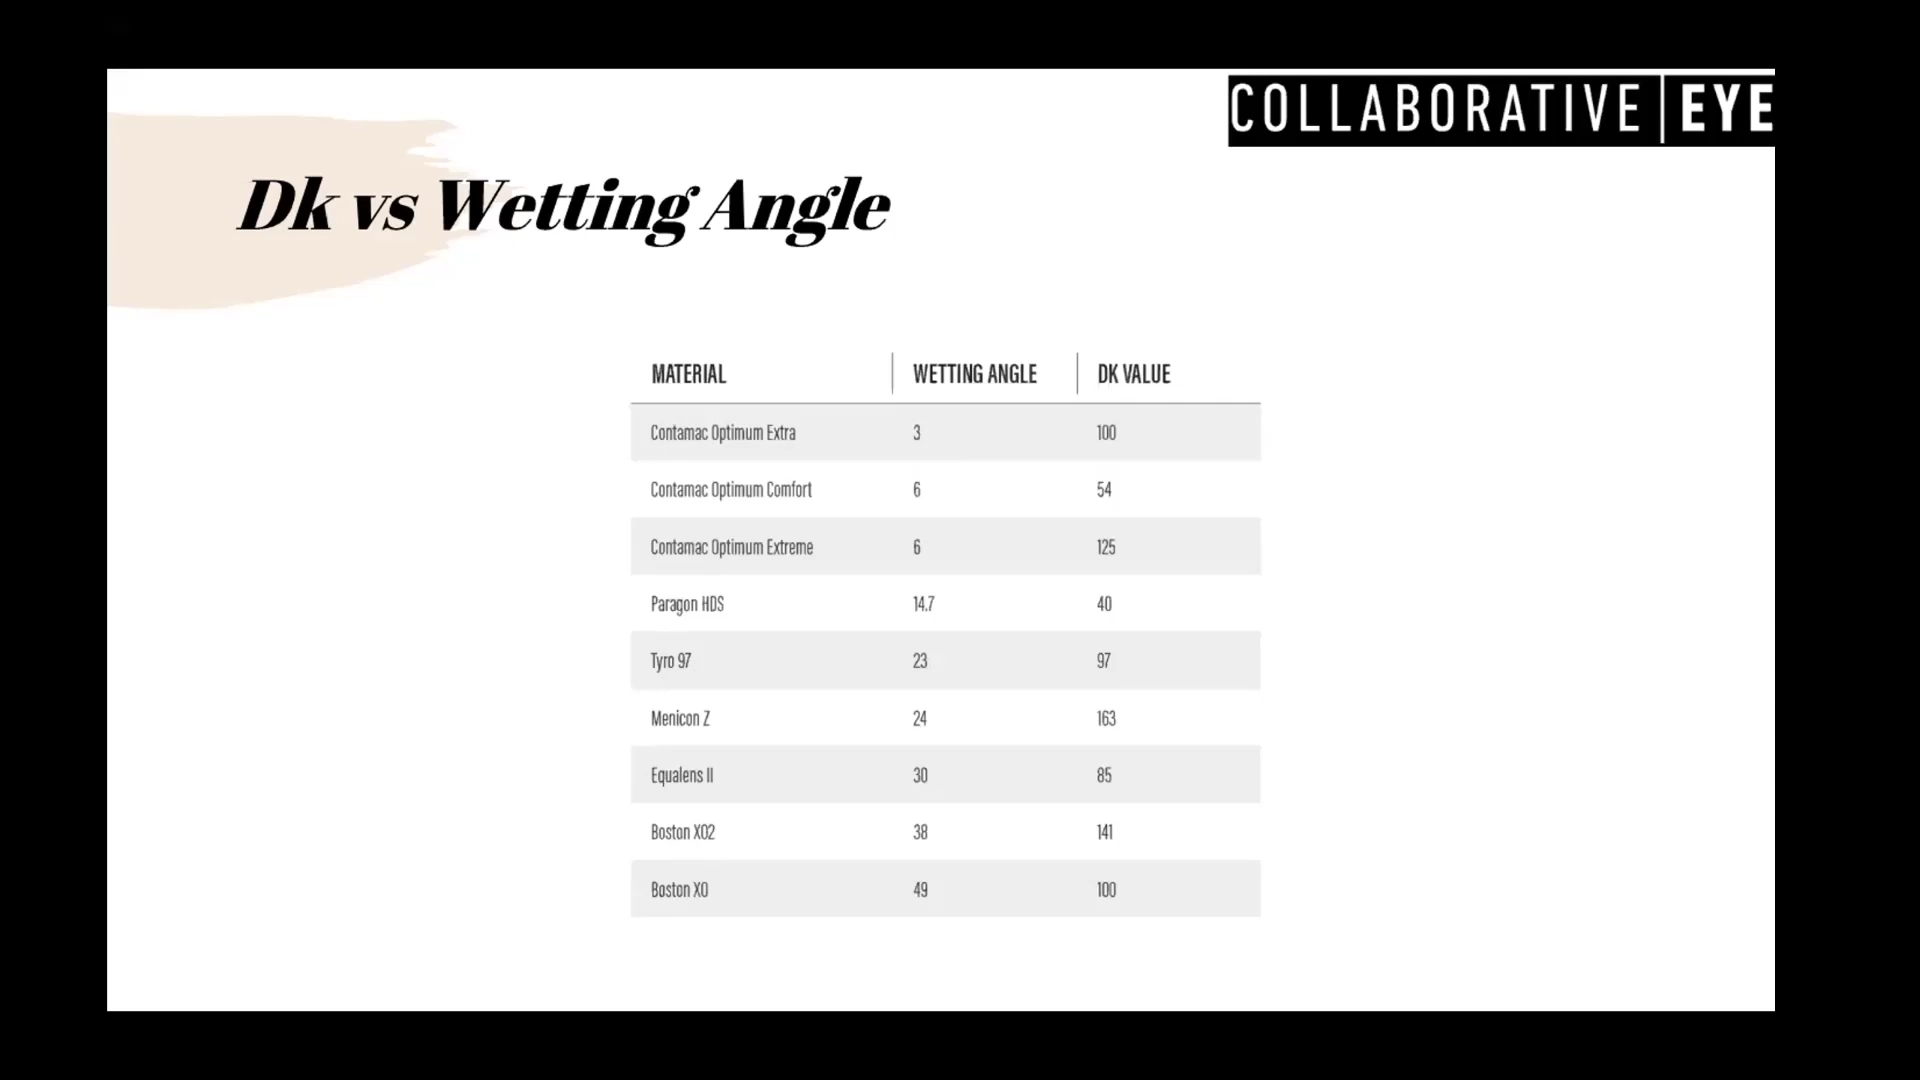 COLLABORATIVE | EYE
Dk vs Wetting Angle
MATERIAL WETTING ANGLE DK VALUE
Contamac Optimum Extra 3 100
Contamac Optimum Comfort 6 54
Contamac Optimum Extreme 6 125
Paragon HDS 14.7 40
Tyro 97 23 97
Menicon Z 24 163
Equalens II 30 85
Boston XO2 38 141
Boston XO 49 100